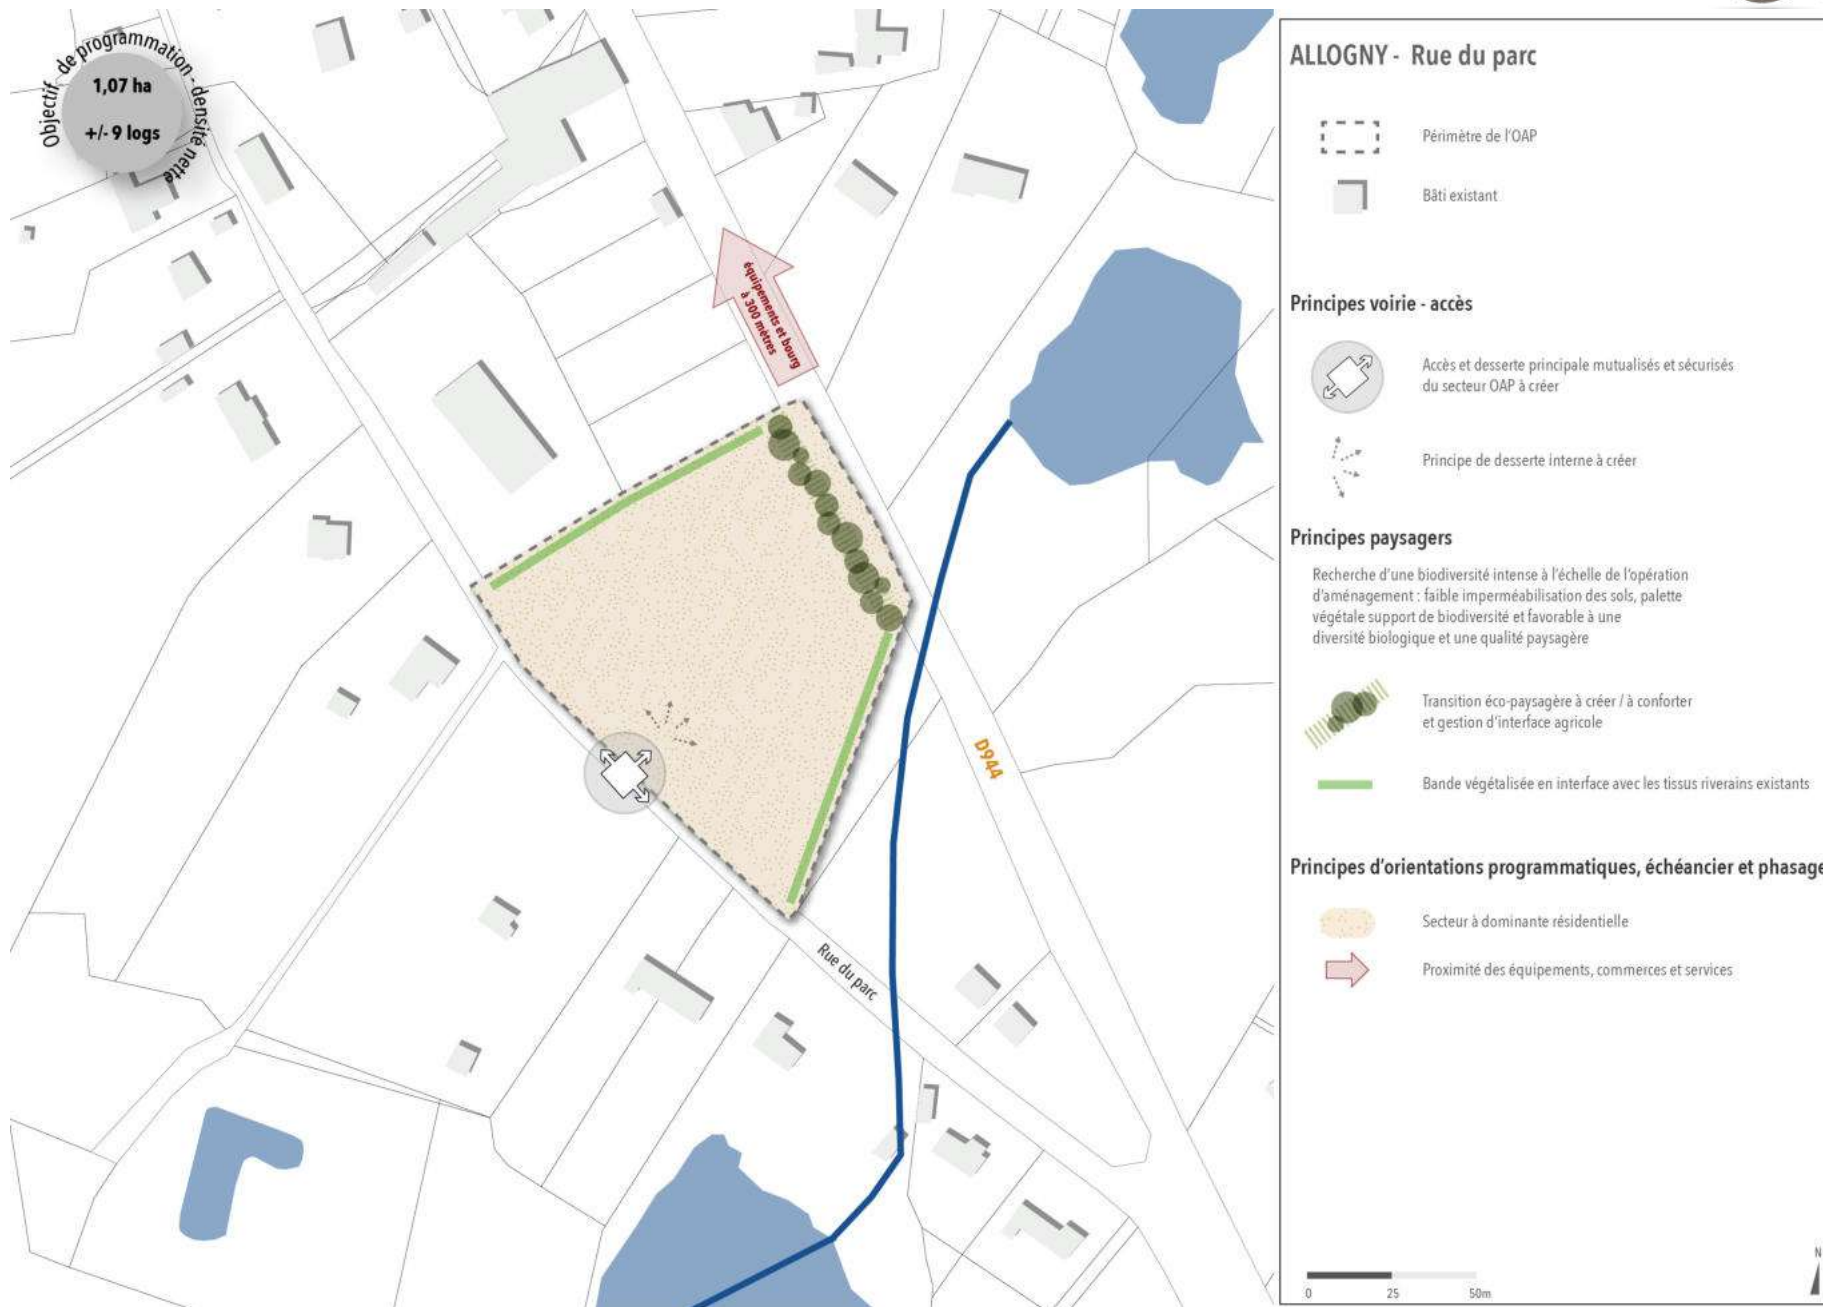 Objectif de programmation - densité nette
1,07 ha
+/- 9 logs
équipements et bourg
à 300 mètres
D944
Rue du parc
ALLOGNY - Rue du parc
Périmètre de l'OAP
Bâti existant
Principes voirie - accès
Accès et desserte principale mutualisés et sécurisés
du secteur OAP à créer
Principe de desserte interne à créer
Principes paysagers
Recherche d'une biodiversité intense à l'échelle de l'opération
d'aménagement : faible imperméabilisation des sols, palette
végétale support de biodiversité et favorable à une
diversité biologique et une qualité paysagère
Transition éco-paysagère à créer / à conforter
et gestion d'interface agricole
Bande végétalisée en interface avec les tissus riverains existants
Principes d'orientations programmatiques, échéancier et phasage
Secteur à dominante résidentielle
Proximité des équipements, commerces et services
0 25 50m
N